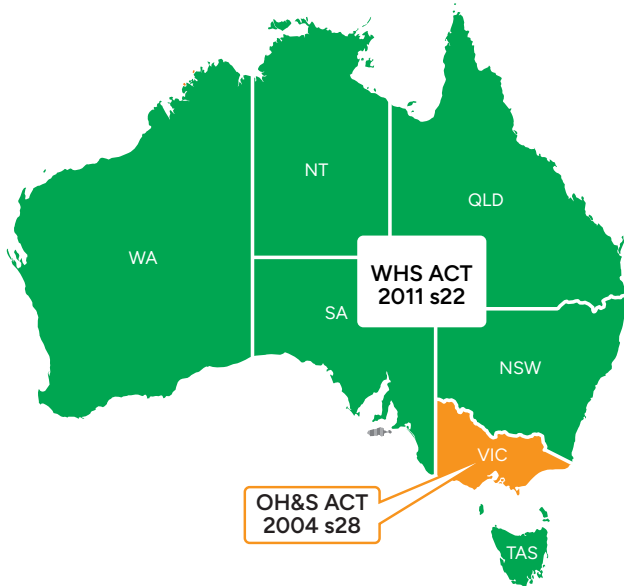 NT
QLD
WA
WHS ACT
2011 s22
SA
NSW
VIC
OH&S ACT
2004 s28
TAS